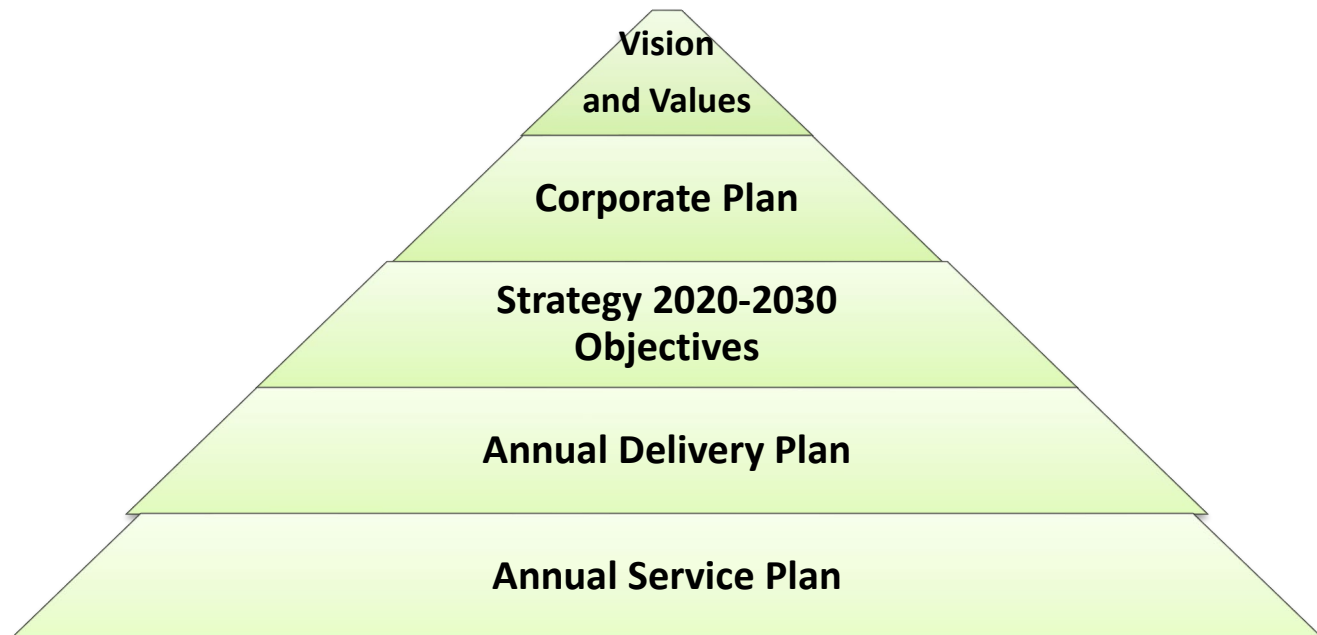 Vision
and Values
Corporate Plan
Strategy 2020-2030
Objectives
Annual Delivery Plan
Annual Service Plan